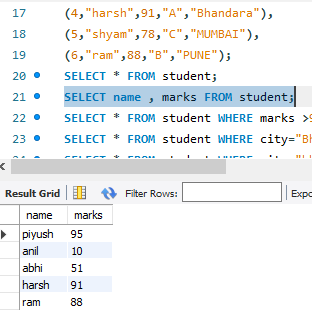 17 (4,"harsh",91,"A","Bhandara"),
18 (5,"shyam",78,"C","MUMBAI"),
19 (6,"ram",88,"B","PUNE");
20 SELECT * FROM student;
21 SELECT name , marks FROM student;
22 SELECT * FROM student WHERE marks >9
23 SELECT * FROM student WHERE city="Bh
Result Grid Filter Rows: Expo
name marks
piyush 95
anil 10
abhi 51
harsh 91
ram 88